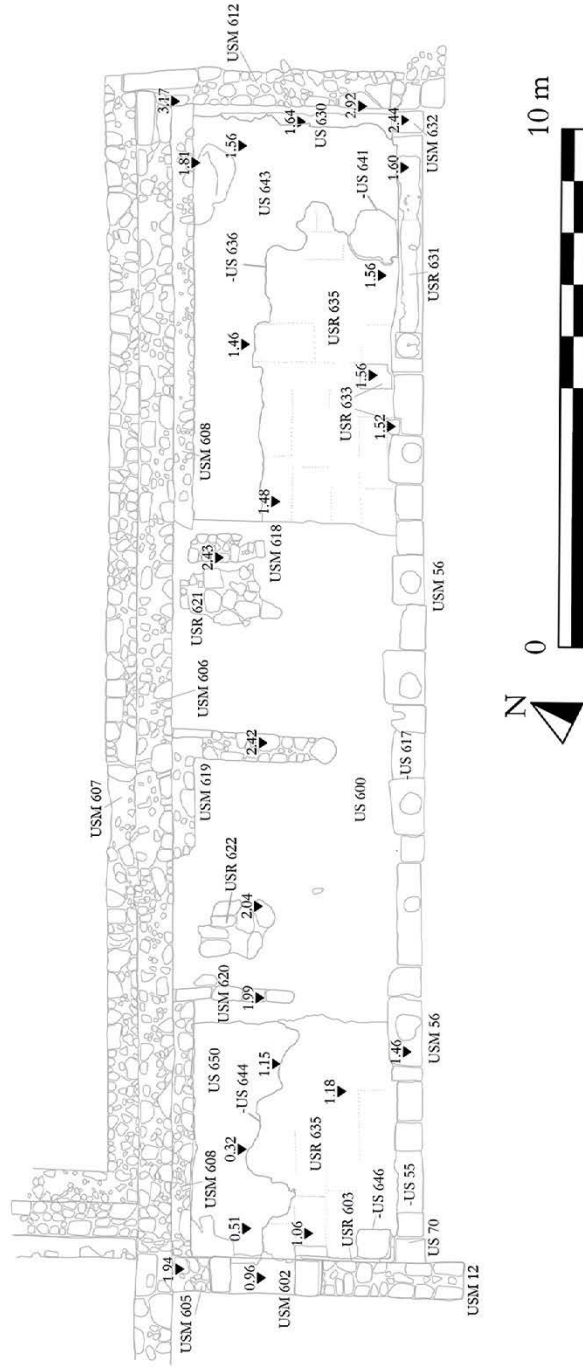 USM 612
3.17
2.92
2.44
USM 632
1.64
US 630
1.81
1.56
US 643
-US 641
1.60
-US 636
1.56
USR 631
USR 635
1.46
1.56
USR 633
1.52
USM 608
1.48
2.43
USM 618
USR 621
USM 56
USM 606
2.42
USM 619
-US 617
USM 607
US 600
USR 622
2.04
USM 620
1.99
USM 56
1.46
US 650
1.15
-US 644
1.18
USR 635
0.32
USM 608
USR 603
-US 646
-US 55
0.51
1.06
US 70
1.94
0.96
USM 605
USM 602
USM 12
N
0
10 m